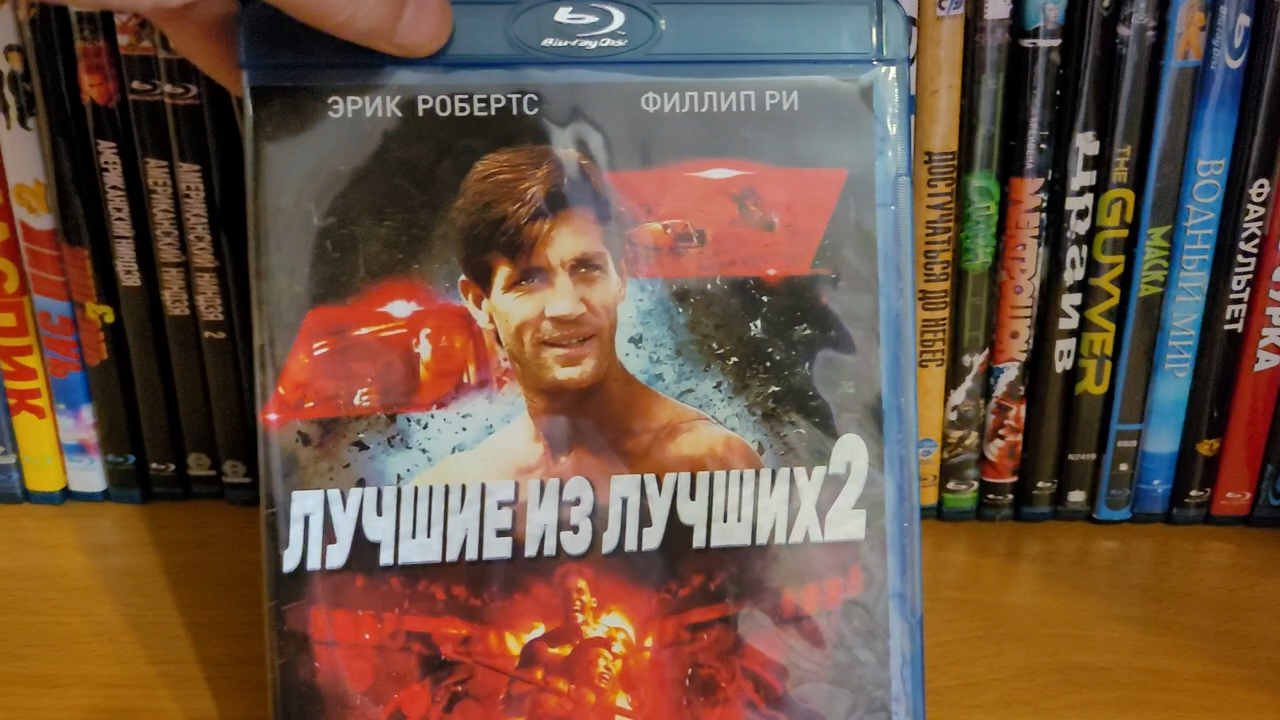 Blu-ray Disc
ЭРИК РОБЕРТС
ФИЛЛИП РИ
ЛУЧШИЕ ИЗ ЛУЧШИХ 2
АМЕРИКАНСКИЙ НИНДЗЯ
АМЕРИКАНСКИЙ НИНДЗЯ
АМЕРИКАНСКИЙ НИНДЗЯ 2
ДОСТУЧАТЬСЯ ДО НЕБЕС
драйв
THE GUYVER
МАСКА
ВОДНЫЙ МИР
ФАКУЛЬТЕТ